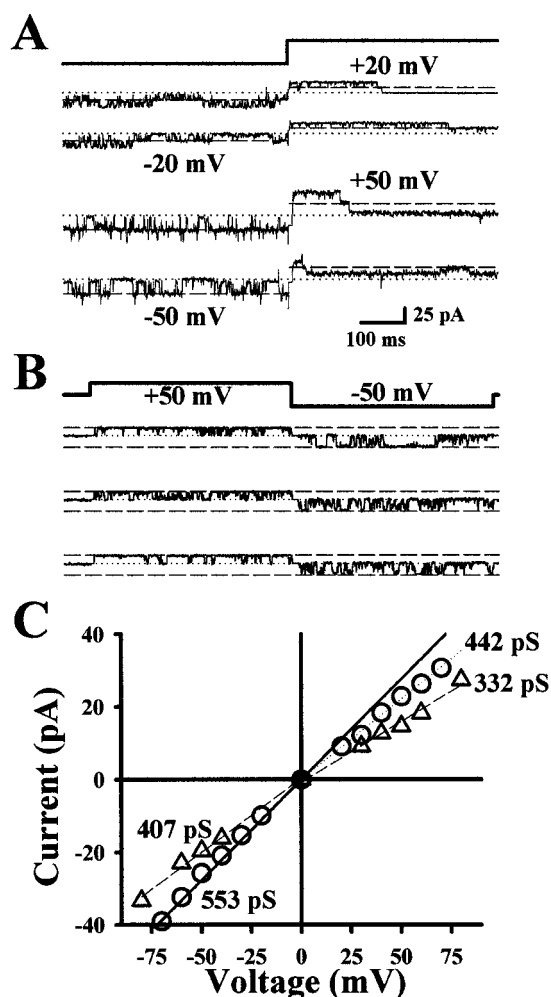 A
+20 mV
-20 mV
+50 mV
-50 mV
25 pA
100 ms
B
+50 mV
-50 mV
C
40
20
0
-20
-40
Current (pA)
442 pS
332 pS
407 pS
553 pS
-75 -50 -25 0 25 50 75
Voltage (mV)